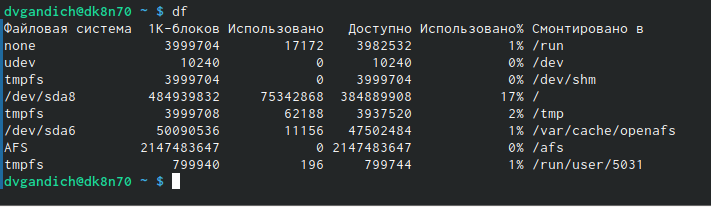 dvgandich@dk8n70 ~ $ df
Файловая система 1K-блоков Использовано Доступно Использовано% Смонтировано в
none 3999704 17172 3982532 1% /run
udev 10240 0 10240 0% /dev
tmpfs 3999704 0 3999704 0% /dev/shm
/dev/sda8 484939832 75342868 384889908 17% /
tmpfs 3999708 62188 3937520 2% /tmp
/dev/sda6 50090536 11156 47502484 1% /var/cache/openafs
AFS 2147483647 0 2147483647 0% /afs
tmpfs 799940 196 799744 1% /run/user/5031
dvgandich@dk8n70 ~ $